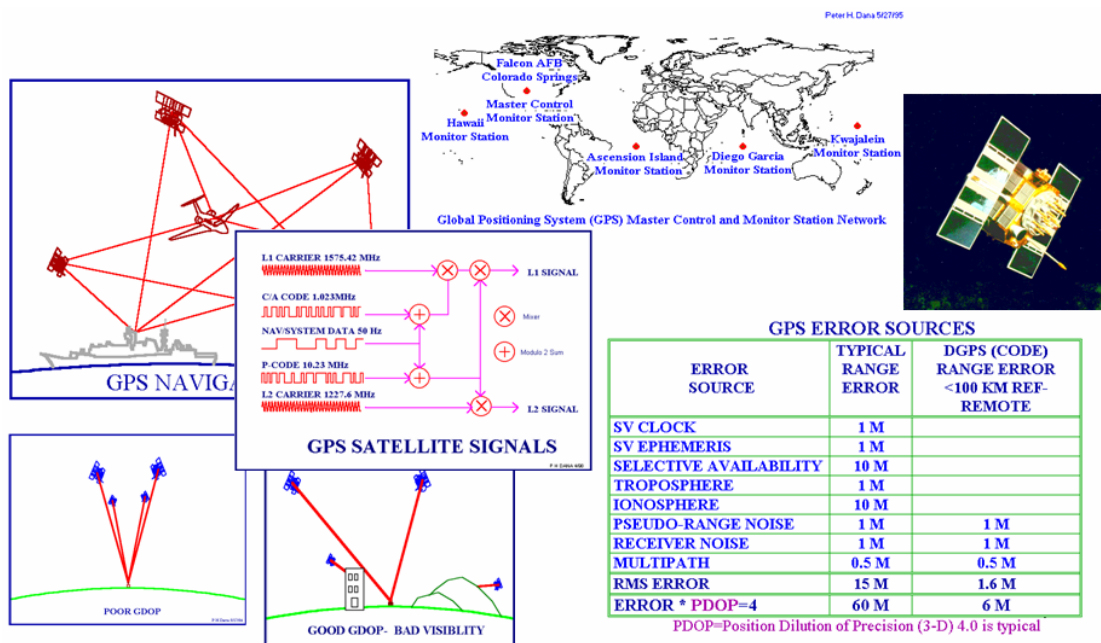 Peter H. Dana 5/27/95
Falcon AFB
Colorado Springs
Master Control
Monitor Station
Hawaii
Monitor Station
Ascension Island
Monitor Station
Diego Garcia
Monitor Station
Kwajalein
Monitor Station
Global Positioning System (GPS) Master Control and Monitor Station Network
GPS NAVIGA
L1 CARRIER 1575.42 MHz
L1 SIGNAL
C/A CODE 1.023MHz
Mixer
NAV/SYSTEM DATA 50 Hz
Modulo 2 Sum
P-CODE 10.23 MHz
L2 CARRIER 1227.6 MHz
L2 SIGNAL
GPS SATELLITE SIGNALS
POOR GDOP
GOOD GDOP- BAD VISIBLITY
GPS ERROR SOURCES
ERROR
SOURCE
TYPICAL
RANGE
ERROR
DGPS (CODE)
RANGE ERROR
<100 KM REF-
REMOTE
SV CLOCK 1 M
SV EPHEMERIS 1 M
SELECTIVE AVAILABILITY 10 M
TROPOSPHERE 1 M
IONOSPHERE 10 M
PSEUDO-RANGE NOISE 1 M 1 M
RECEIVER NOISE 1 M 1 M
MULTIPATH 0.5 M 0.5 M
RMS ERROR 15 M 1.6 M
ERROR * PDOP=4 60 M 6 M
PDOP=Position Dilution of Precision (3-D) 4.0 is typical